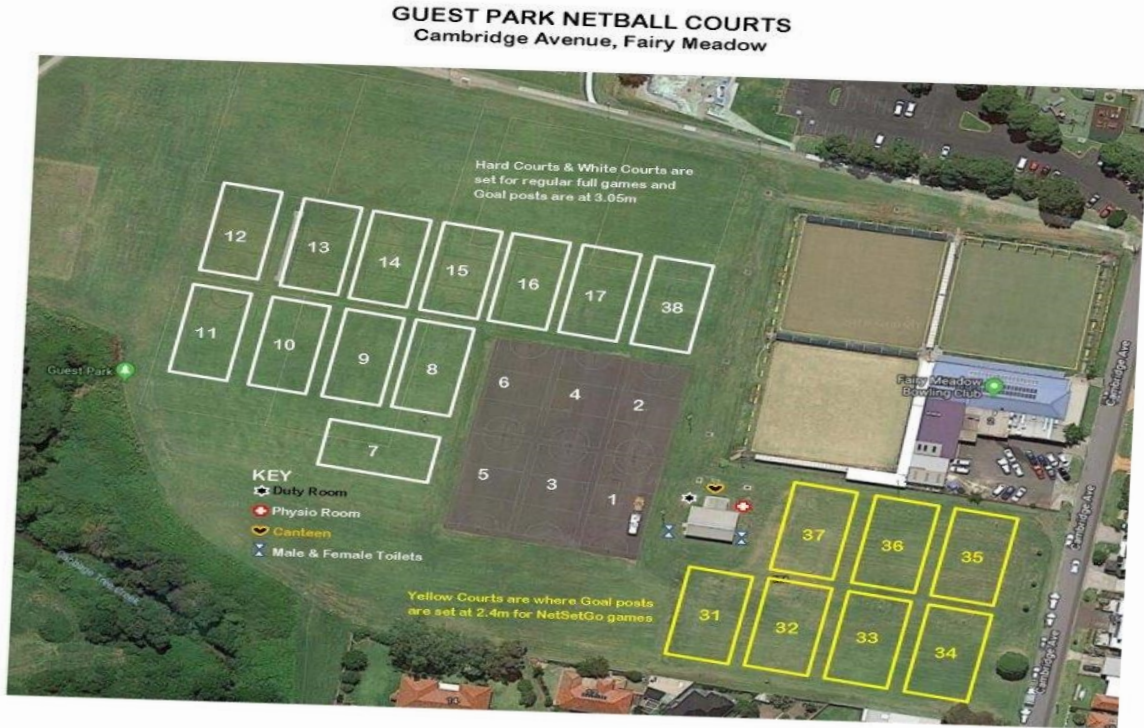 GUEST PARK NETBALL COURTS
Cambridge Avenue, Fairy Meadow
Hard Courts & White Courts are
set for regular full games and
Goal posts are at 3.05m
12
13
14
15
16
17
38
11
10
9
8
7
6
4
2
5
3
1
Guest Park
Fairy Meadow
Bowling Club
Cambridge Ave
KEY
Duty Room
Physio Room
Canteen
Male & Female Toilets
37
36
35
31
32
33
34
Yellow Courts are where Goal posts
are set at 2.4m for NetSetGo games
Cambridge Ave
Cambridge Ave